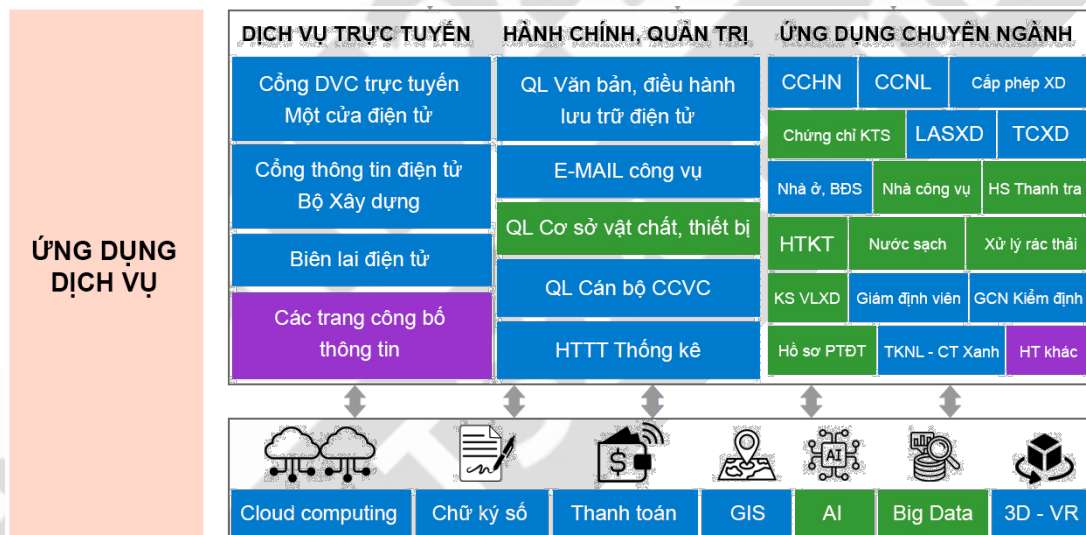 ỨNG DỤNG
DỊCH VỤ
DỊCH VỤ TRỰC TUYẾN
Cổng DVC trực tuyến
Một cửa điện tử
Cổng thông tin điện tử
Bộ Xây dựng
Biên lai điện tử
Các trang công bố
thông tin
HÀNH CHÍNH, QUẢN TRỊ
QL Văn bản, điều hành
lưu trữ điện tử
E-MAIL công vụ
QL Cơ sở vật chất, thiết bị
QL Cán bộ CCVC
HTTT Thống kê
ỨNG DỤNG CHUYÊN NGÀNH
CCHN CCNL Cấp phép XD
Chứng chỉ KTS LASXD TCXD
Nhà ở, BĐS Nhà công vụ HS Thanh tra
HTKT Nước sạch Xử lý rác thải
KS VLXD Giám định viên GCN Kiểm định
Hồ sơ PTĐT TKNL - CT Xanh HT khác
$ AI
Cloud computing Chữ ký số Thanh toán GIS AI Big Data 3D - VR